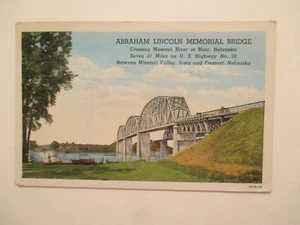 ABRAHAM LINCOLN MEMORIAL BRIDGE
Crossing Missouri River at Blair, Nebraska
Saves 11 Miles on U. S. Highway No. 30
Between Missouri Valley, Iowa and Fremont, Nebraska